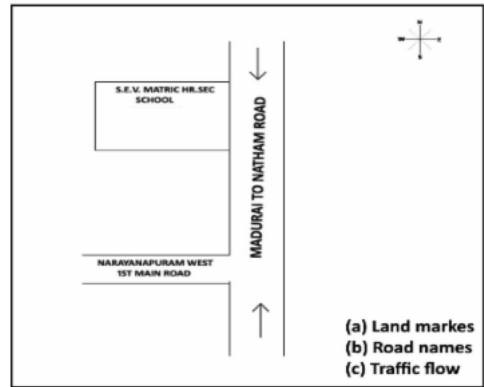 N
W E
S
S.E.V. MATRIC HR.SEC
SCHOOL
MADURAI TO NATHAM ROAD
NARAYANAPURAM WEST
1ST MAIN ROAD
(a) Land markes
(b) Road names
(c) Traffic flow